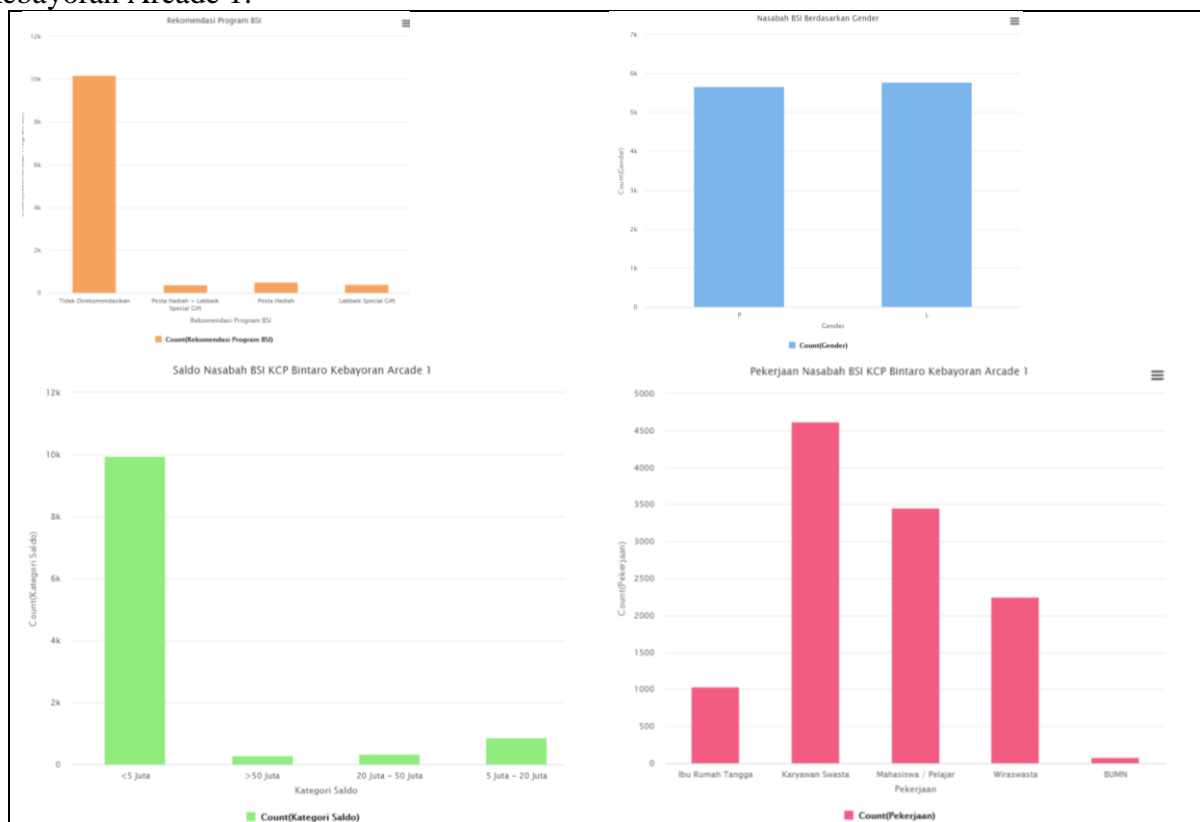 Kebayoran Arcade 1.
Rekomendasi Program BSI
12k
10k
8k
6k
4k
2k
0
Tidak Direkomendasikan
Pesta Hadiah + Labbaik
Special Gift
Pesta Hadiah
Labbaik Special Gift
Rekomendasi Program BSI
Count(Rekomendasi Program BSI)
Nasabah BSI Berdasarkan Gender
Count(Gender)
7k
6k
5k
4k
3k
2k
1k
0
P
L
Gender
Count(Gender)
Saldo Nasabah BSI KCP Bintaro Kebayoran Arcade 1
Count(Kategori Saldo)
12k
10k
8k
6k
4k
2k
0
<5 Juta
>50 Juta
20 Juta – 50 Juta
5 Juta – 20 Juta
Kategori Saldo
Count(Kategori Saldo)
Pekerjaan Nasabah BSI KCP Bintaro Kebayoran Arcade 1
Count(Pekerjaan)
5000
4500
4000
3500
3000
2500
2000
1500
1000
500
0
Ibu Rumah Tangga
Karyawan Swasta
Mahasiswa / Pelajar
Wiraswasta
BUMN
Pekerjaan
Count(Pekerjaan)